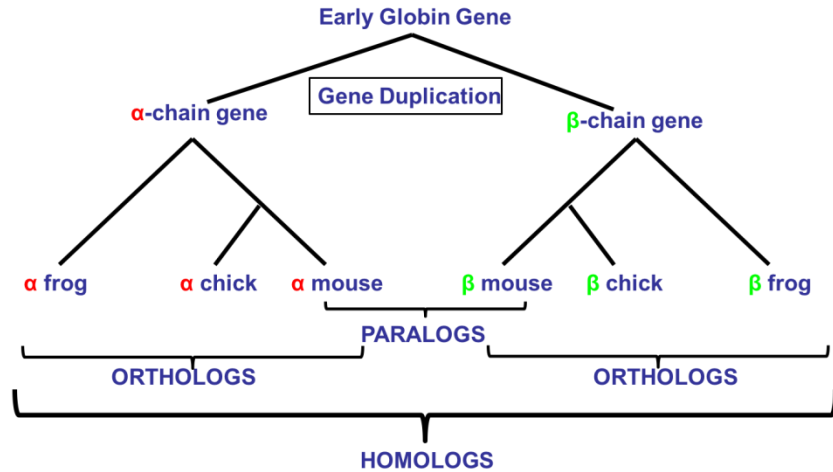 Early Globin Gene
Gene Duplication
α-chain gene
β-chain gene
α frog
α chick
α mouse
β mouse
β chick
β frog
PARALOGS
ORTHOLOGS
ORTHOLOGS
HOMOLOGS